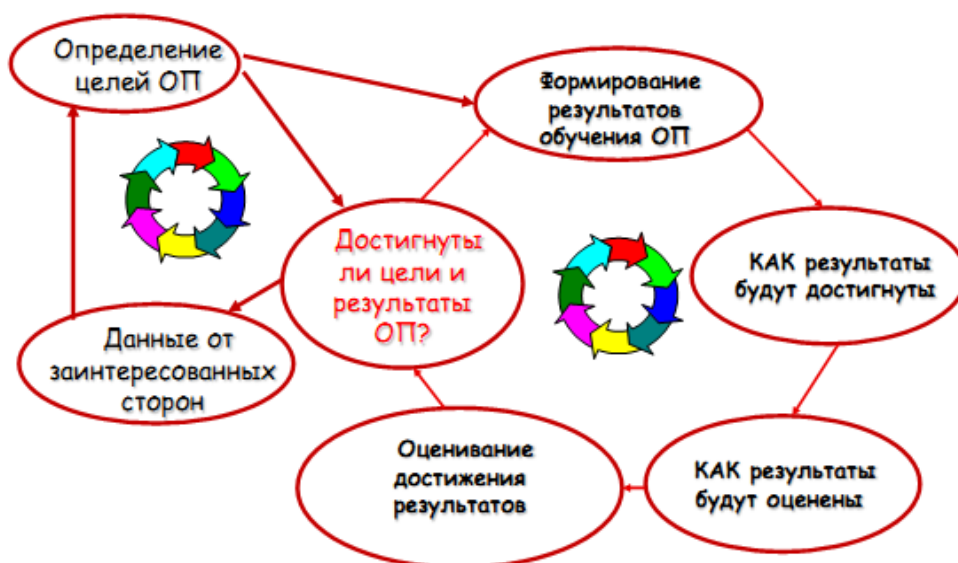 Определение
целей ОП
Формирование
результатов
обучения ОП
Достигнуты
ли цели и
результаты
ОП?
КАК результаты
будут достигнуты
Данные от
заинтересованных
сторон
Оценивание
достижения
результатов
КАК результаты
будут оценены